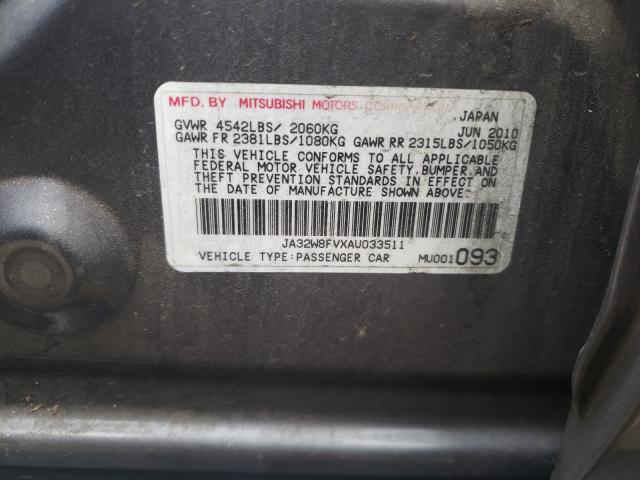 MFD. BY MITSUBISHI MOTORS CORPORATION, JAPAN
GVWR 4542LBS/ 2060KG JUN 2010
GAWR FR 2381LBS/1080KG GAWR RR 2315LBS/1050KG
THIS VEHICLE CONFORMS TO ALL APPLICABLE
FEDERAL MOTOR VEHICLE SAFETY, BUMPER, AND
THEFT PREVENTION STANDARDS IN EFFECT ON
THE DATE OF MANUFACTURE SHOWN ABOVE.
JA32W8FVXAU033511
VEHICLE TYPE:PASSENGER CAR MU001093